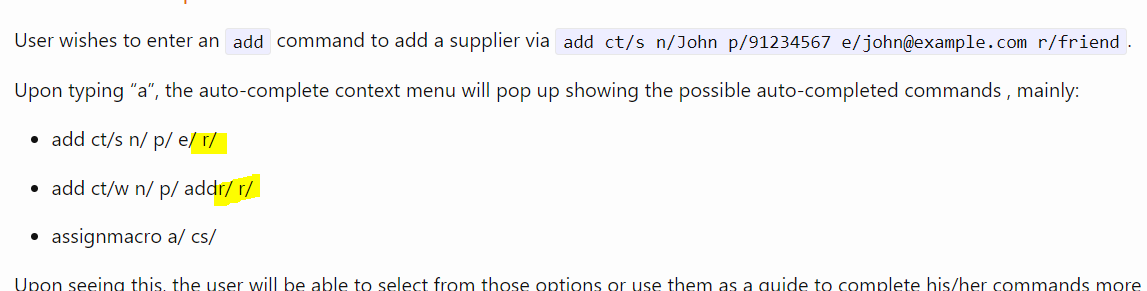 User wishes to enter an add command to add a supplier via add ct/s n/John p/91234567 e/john@example.com r/friend.
Upon typing “a”, the auto-complete context menu will pop up showing the possible auto-completed commands , mainly:
• add ct/s n/ p/ e/ r/
• add ct/w n/ p/ addr/ r/
• assignmacro a/ cs/
Upon seeing this, the user will be able to select from those options or use them as a guide to complete his/her commands more